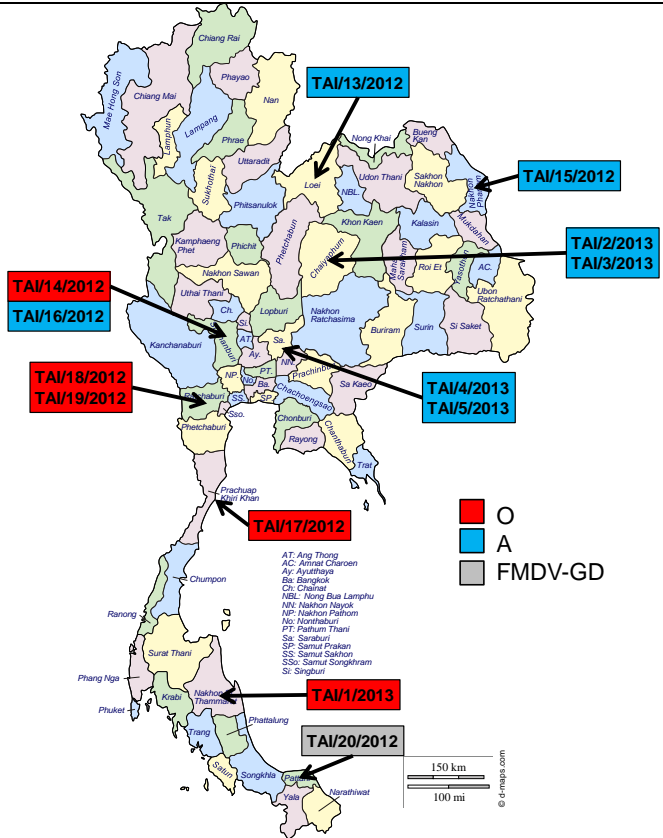 Chiang Rai
Mae Hong Son
Chiang Mai
Phayao
Nan
Lampang
Lamphun
Phrae
Uttaradit
Sukhothai
Tak
Phitsanulok
TAI/13/2012
Loei
Nong Khai
Bueng
Kan
NBL.
Udon Thani
Sakhon
Nakhon
Nakhon
TAI/15/2012
Kamphaeng
Phet
Phichit
Phetchabun
Khon Kaen
Kalasin
Mukdahan
Chaiyaphum
Maha
Sarakham
Roi Et
Yasothon
AC.
TAI/2/2013
TAI/3/2013
Nakhon Sawan
Uthai Thani
Ubon
Ratchathani
TAI/14/2012
TAI/16/2012
Ch.
Si.
Lopburi
Nakhon
Ratchasima
Buriram
Surin
Si Saket
Kanchanaburi
AT.
Ay.
Sa.
NN.
PT.
NP.
No
Ba.
Prachinburi
Sa Kaeo
TAI/4/2013
TAI/5/2013
TAI/18/2012
TAI/19/2012
SS.
SP
Sso.
Chachoengsao
Phetchaburi
Chonburi
Rayong
Chanthaburi
Trat
Prachuap
Khiri Khan
TAI/17/2012
O
A
FMDV-GD
AT: Ang Thong
AC: Amnat Charoen
Ay: Ayutthaya
Ba: Bangkok
Ch: Chainat
NBL: Nong Bua Lamphu
NN: Nakhon Nayok
NP: Nakhon Pathom
No: Nonthaburi
PT: Pathum Thani
Sa: Saraburi
SP: Samut Prakan
SS: Samut Sakhon
SSo: Samut Songkhram
Si: Singburi
Chumpon
Ranong
Surat Thani
Phang Nga
Phuket
Krabi
Nakhon
Thammarat
TAI/1/2013
Trang
Phattalung
TAI/20/2012
Satun
Songkhla
Pattani
Yala
Narathiwat
150 km
100 mi
© d-maps.com